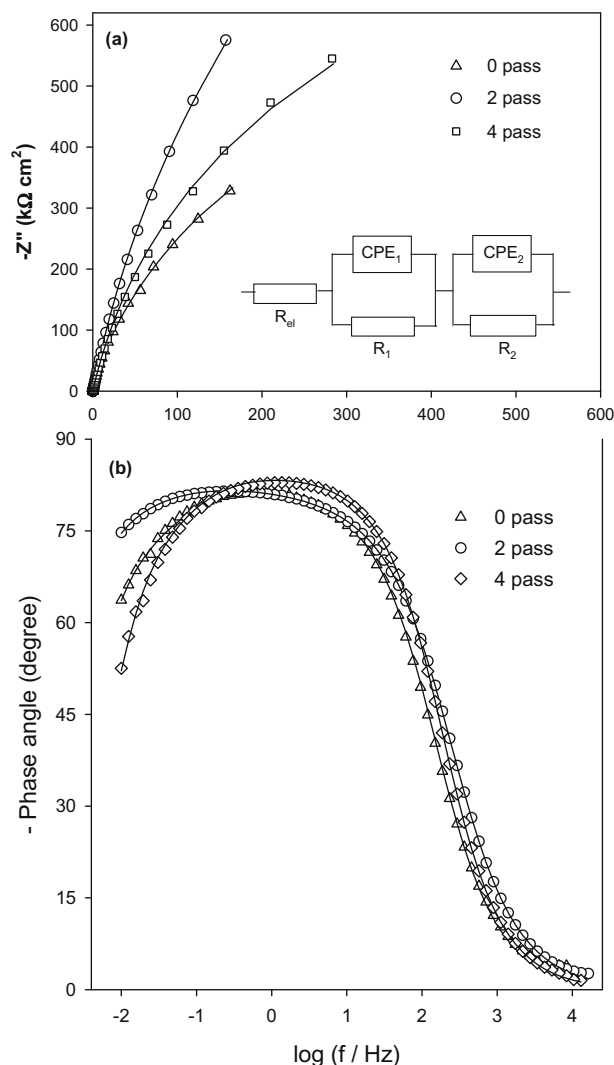 600
(a)
0 pass
500
2 pass
4 pass
400
-Z'' (kΩ cm²)
300
CPE₁
CPE₂
200
R_el
100
R₁
R₂
0
0 100 200 300 400 500 600
90
(b)
75
0 pass
2 pass
4 pass
60
- Phase angle (degree)
45
30
15
0
-2 -1 0 1 2 3 4
log (f / Hz)